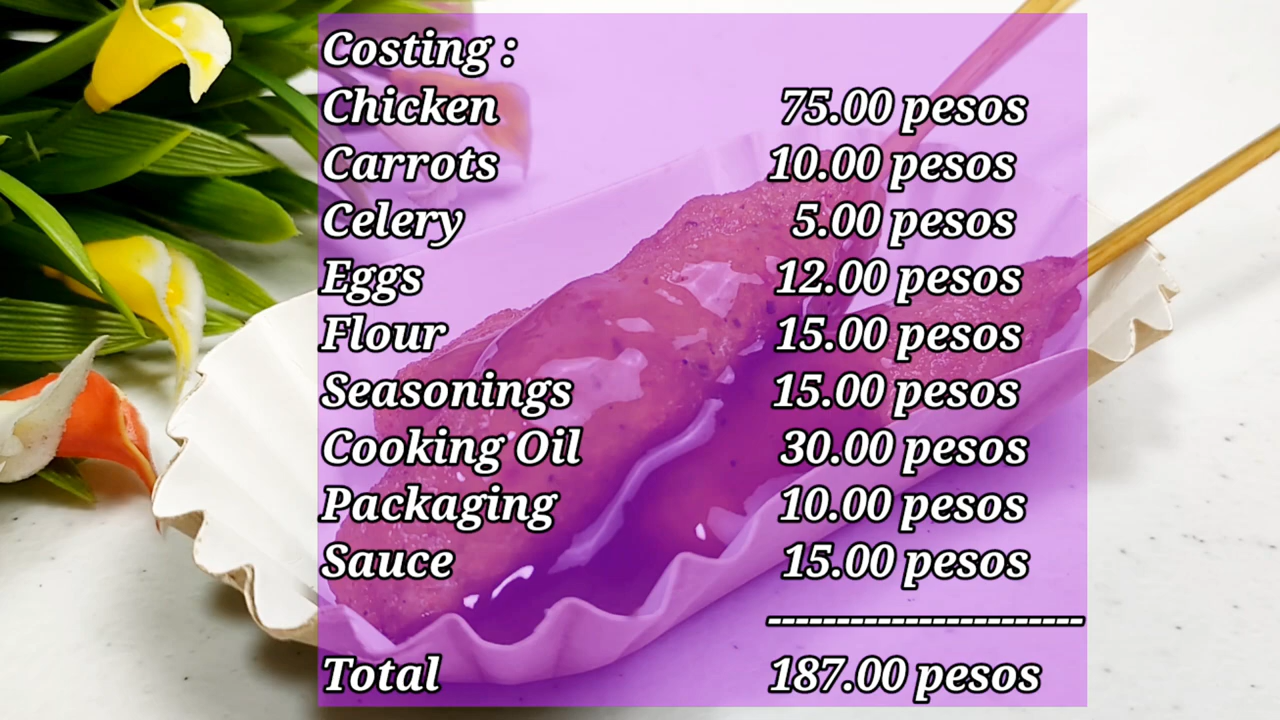 Costing :
Chicken 75.00 pesos
Carrots 10.00 pesos
Celery 5.00 pesos
Eggs 12.00 pesos
Flour 15.00 pesos
Seasonings 15.00 pesos
Cooking Oil 30.00 pesos
Packaging 10.00 pesos
Sauce 15.00 pesos
-----------------------
Total 187.00 pesos